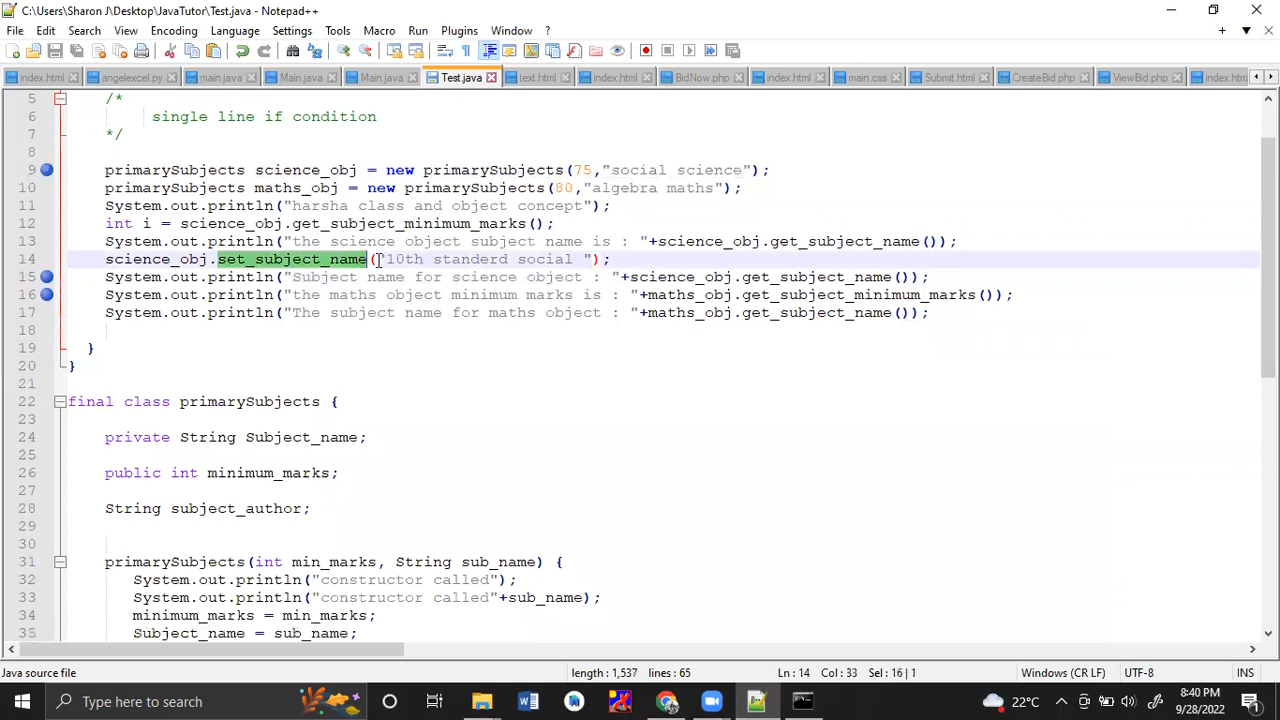 C:\Users\Sharon J\Desktop\JavaTutor\Test.java - Notepad++
File Edit Search View Encoding Language Settings Tools Macro Run Plugins Window ? + ▼ ✕
index.html angelexcel.py main.java Main.java Main.java Test.java text.html index.html BidNow.php index.html main.css Submit.html CreateBid.php ViewBid.php index.htm
5 /*
6 single line if condition
7 */
8
9 primarySubjects science_obj = new primarySubjects(75,"social science");
10 primarySubjects maths_obj = new primarySubjects(80,"algebra maths");
11 System.out.println("harsha class and object concept");
12 int i = science_obj.get_subject_minimum_marks();
13 System.out.println("the science object subject name is : "+science_obj.get_subject_name());
14 science_obj.set_subject_name("10th standerd social ");
15 System.out.println("Subject name for science object : "+science_obj.get_subject_name());
16 System.out.println("the maths object minimum marks is : "+maths_obj.get_subject_minimum_marks());
17 System.out.println("The subject name for maths object : "+maths_obj.get_subject_name());
18
19 }
20 }
21
22 final class primarySubjects {
23
24 private String Subject_name;
25
26 public int minimum_marks;
27
28 String subject_author;
29
30
31 primarySubjects(int min_marks, String sub_name) {
32 System.out.println("constructor called");
33 System.out.println("constructor called"+sub_name);
34 minimum_marks = min_marks;
35 Subject_name = sub_name;
Java source file length : 1,537 lines : 65 Ln : 14 Col : 33 Sel : 16 | 1 Windows (CR LF) UTF-8 INS
Type here to search 22°C 8:40 PM
9/28/2022